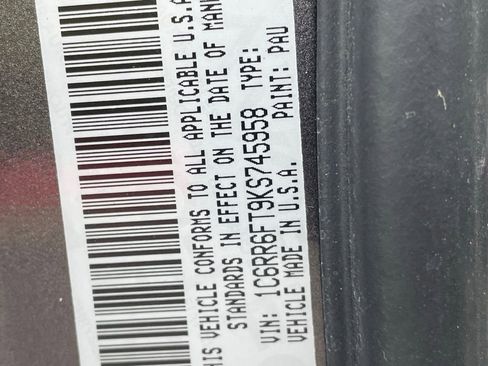 HIS VEHICLE CONFORMS TO ALL APPLICABLE U.S.A
STANDARDS IN EFFECT ON THE DATE OF MANU
VIN: 1C6RR6FT9KS745958 TYPE:
VEHICLE MADE IN U.S.A. PAINT: PAU